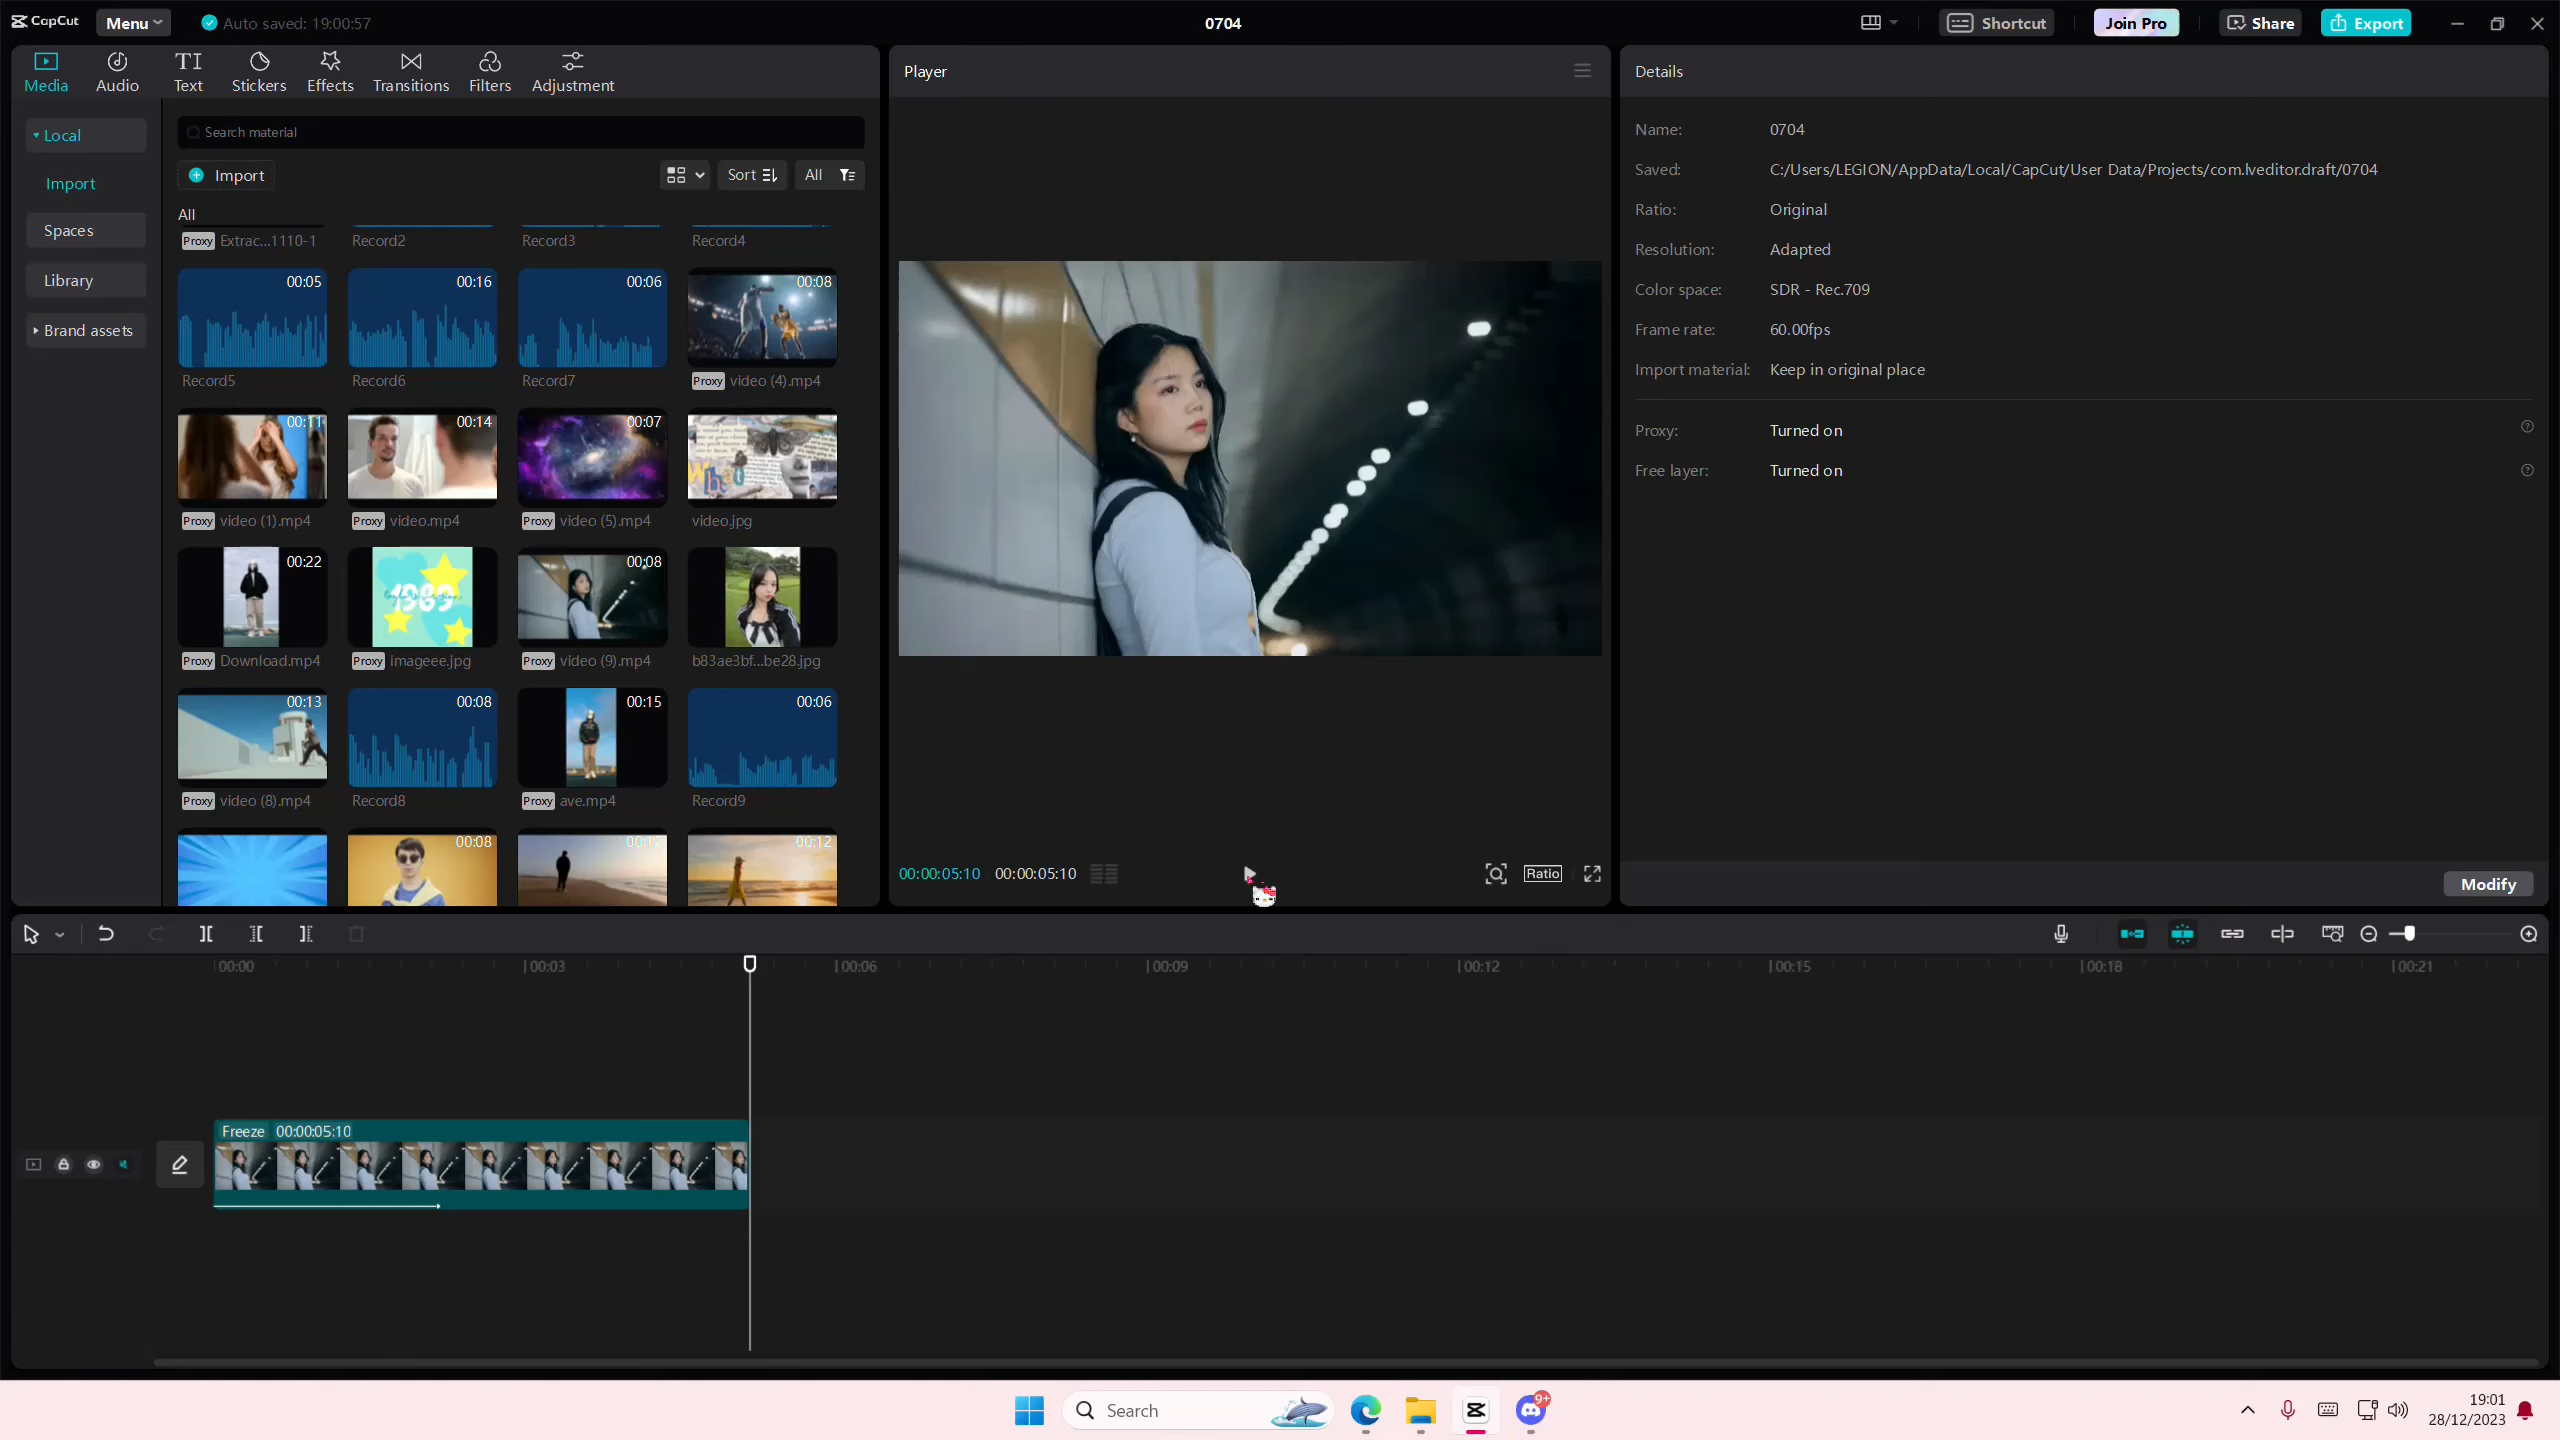 CapCut Menu Auto saved: 19:00:57 0704 Shortcut Join Pro Share Export
Media Audio Text Stickers Effects Transitions Filters Adjustment
Player
Details
Local
Import
Spaces
Library
Brand assets
Search material
Import Sort All
All
Proxy Extrac...1110-1 Record2 Record3 Record4
00:05 00:16 00:06 00:08
Record5 Record6 Record7 Proxy video (4).mp4
00:11 00:14 00:07
What
Proxy video (1).mp4 Proxy video.mp4 Proxy video (5).mp4 video.jpg
00:22 00:08
1989
Proxy Download.mp4 Proxy imageee.jpg Proxy video (9).mp4 b83ae3bf...be28.jpg
00:13 00:08 00:15 00:06
Proxy video (8).mp4 Record8 Proxy ave.mp4 Record9
00:08 00:12
00:00:05:10 00:00:05:10 Ratio
Name: 0704
Saved: C:/Users/LEGION/AppData/Local/CapCut/User Data/Projects/com.lveditor.draft/0704
Ratio: Original
Resolution: Adapted
Color space: SDR - Rec.709
Frame rate: 60.00fps
Import material: Keep in original place
Proxy: Turned on
Free layer: Turned on
Modify
00:00 00:03 00:06 00:09 00:12 00:15 00:18 00:21
Freeze 00:00:05:10
Search 9+ 19:01
28/12/2023